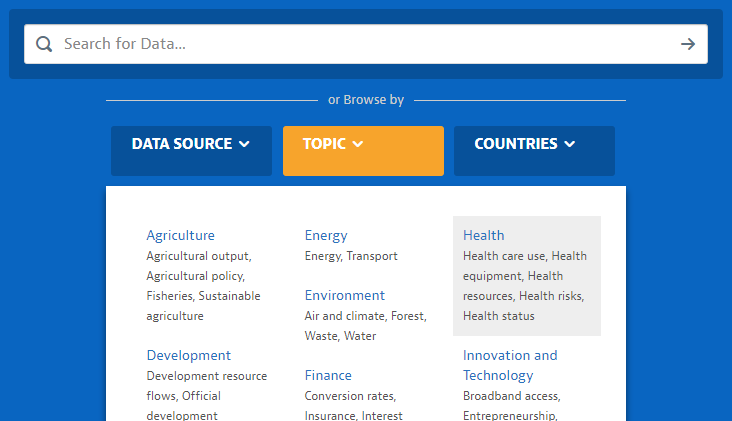 Search for Data...
or Browse by
DATA SOURCE
TOPIC
COUNTRIES
Agriculture
Agricultural output,
Agricultural policy,
Fisheries, Sustainable
agriculture
Development
Development resource
flows, Official
development
Energy
Energy, Transport
Environment
Air and climate, Forest,
Waste, Water
Finance
Conversion rates,
Insurance, Interest
Health
Health care use, Health
equipment, Health
resources, Health risks,
Health status
Innovation and
Technology
Broadband access,
Entrepreneurship,